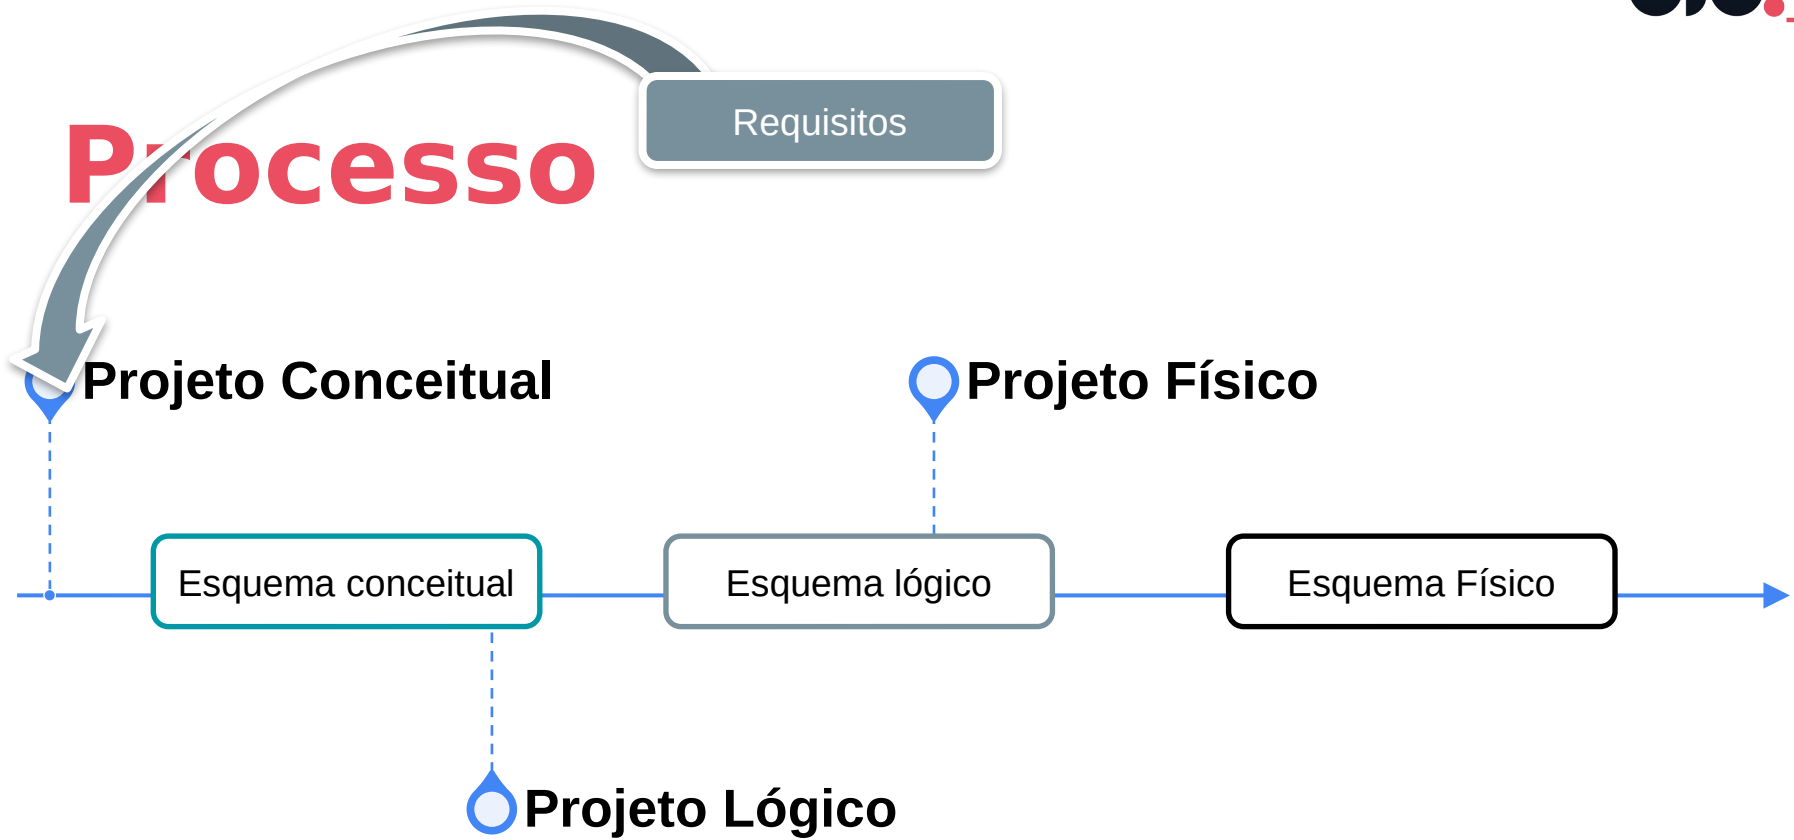 Requisitos
Processo
Projeto Conceitual
Projeto Físico
Esquema conceitual
Esquema lógico
Esquema Físico
Projeto Lógico